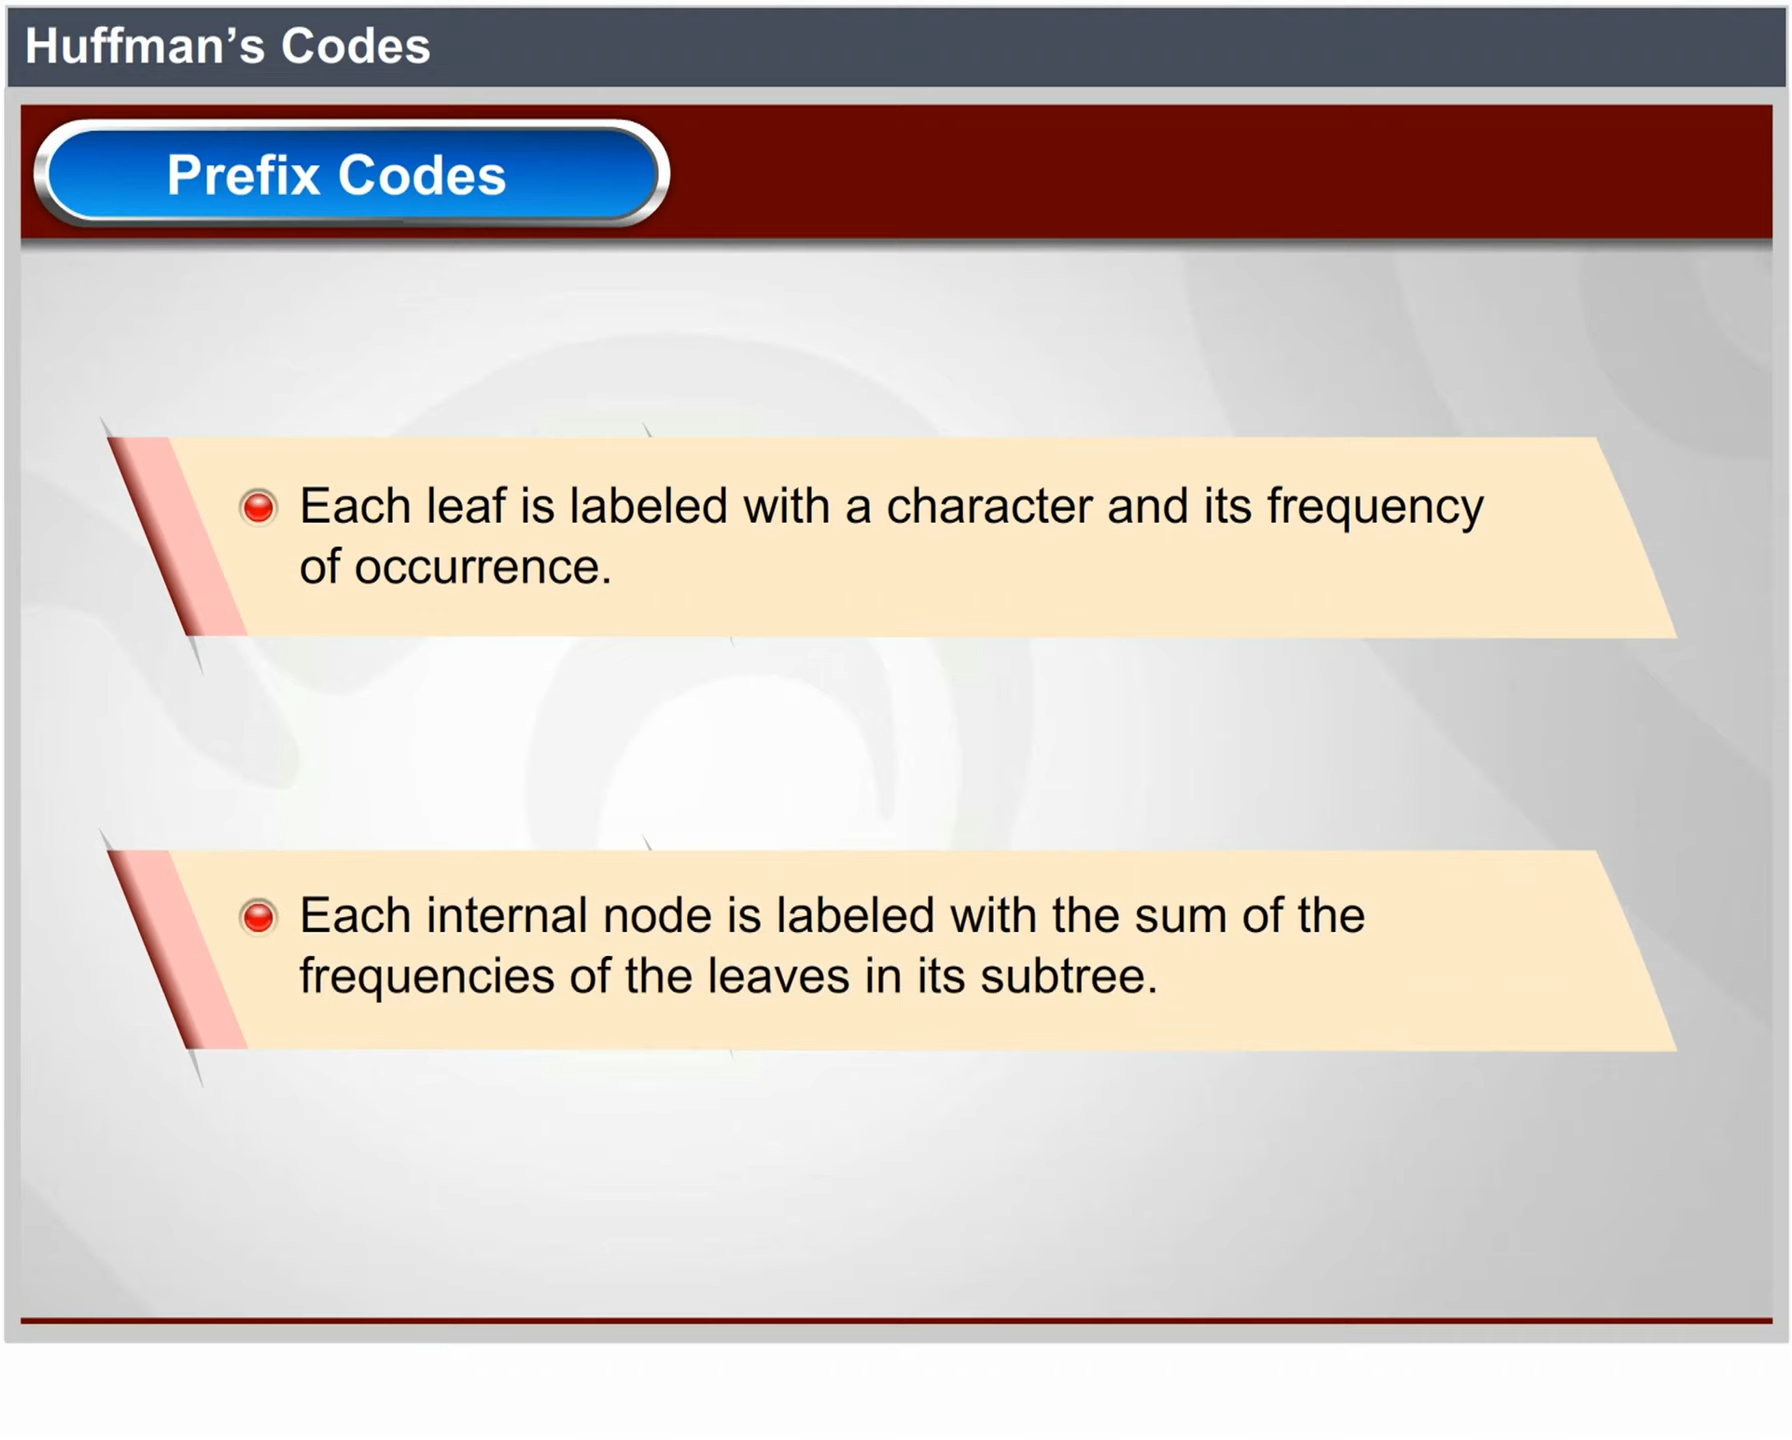 Huffman’s Codes
Prefix Codes
Each leaf is labeled with a character and its frequency
of occurrence.
Each internal node is labeled with the sum of the
frequencies of the leaves in its subtree.